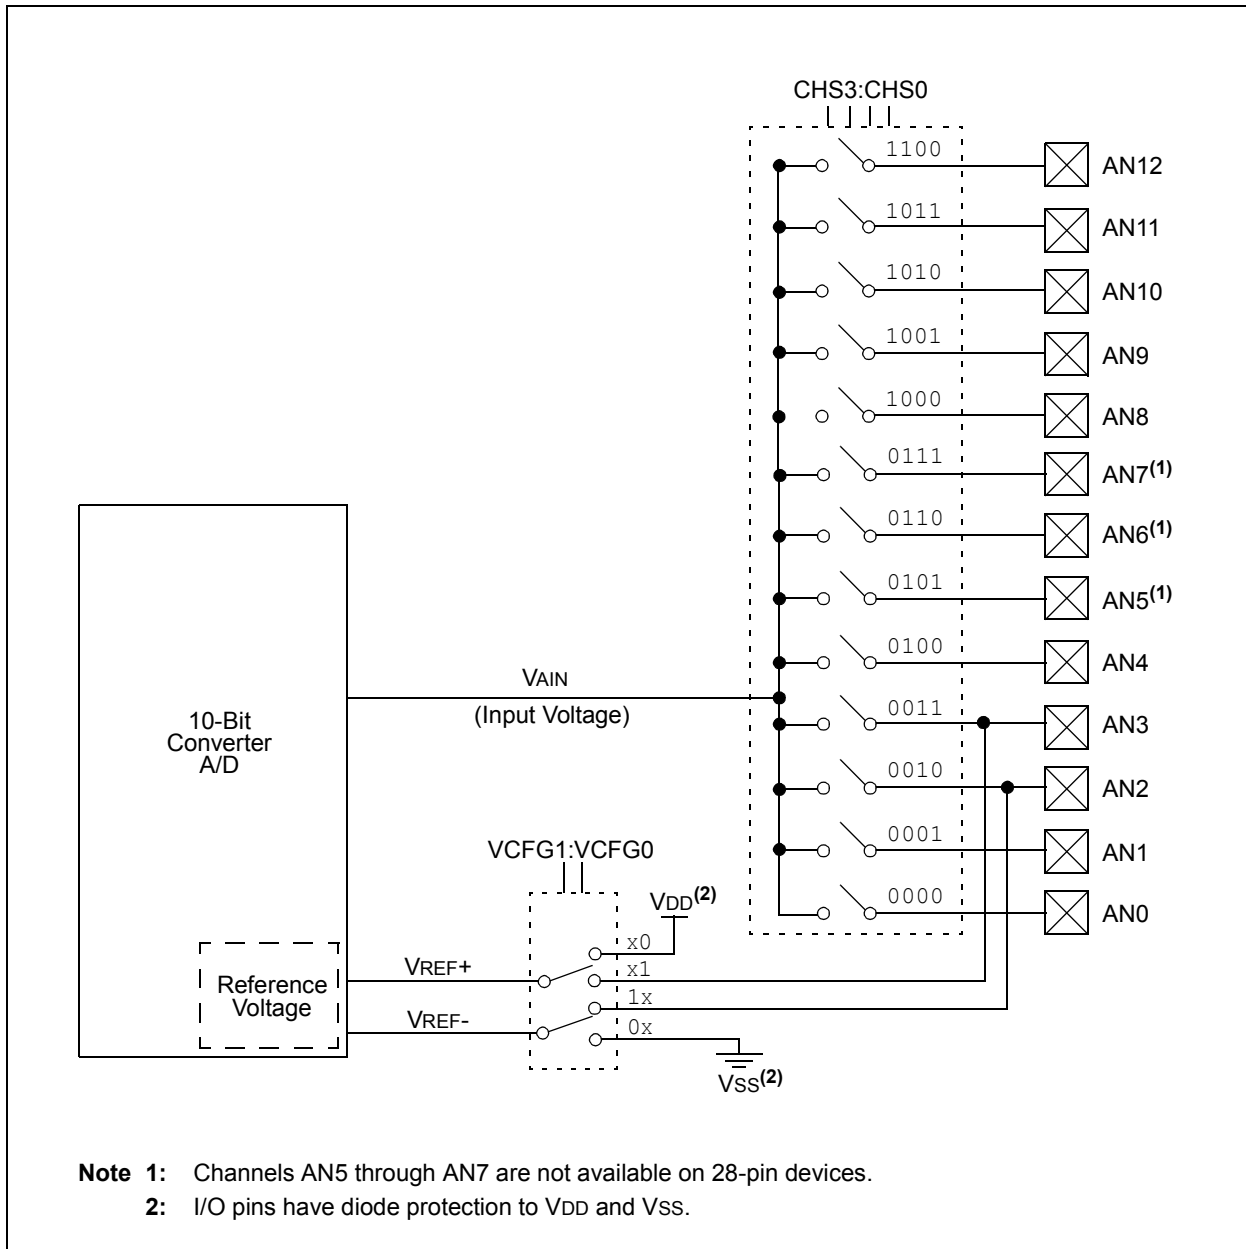 CHS3:CHS0
1100
AN12
1011
AN11
1010
AN10
1001
AN9
1000
AN8
0111
AN7(1)
0110
AN6(1)
0101
AN5(1)
0100
AN4
VAIN
(Input Voltage)
0011
AN3
10-Bit
Converter
A/D
0010
AN2
0001
AN1
VCFG1:VCFG0
0000
AN0
VDD(2)
x0
VREF+
x1
Reference
Voltage
1x
VREF-
0x
VSS(2)
Note 1: Channels AN5 through AN7 are not available on 28-pin devices.
2: I/O pins have diode protection to VDD and VSS.